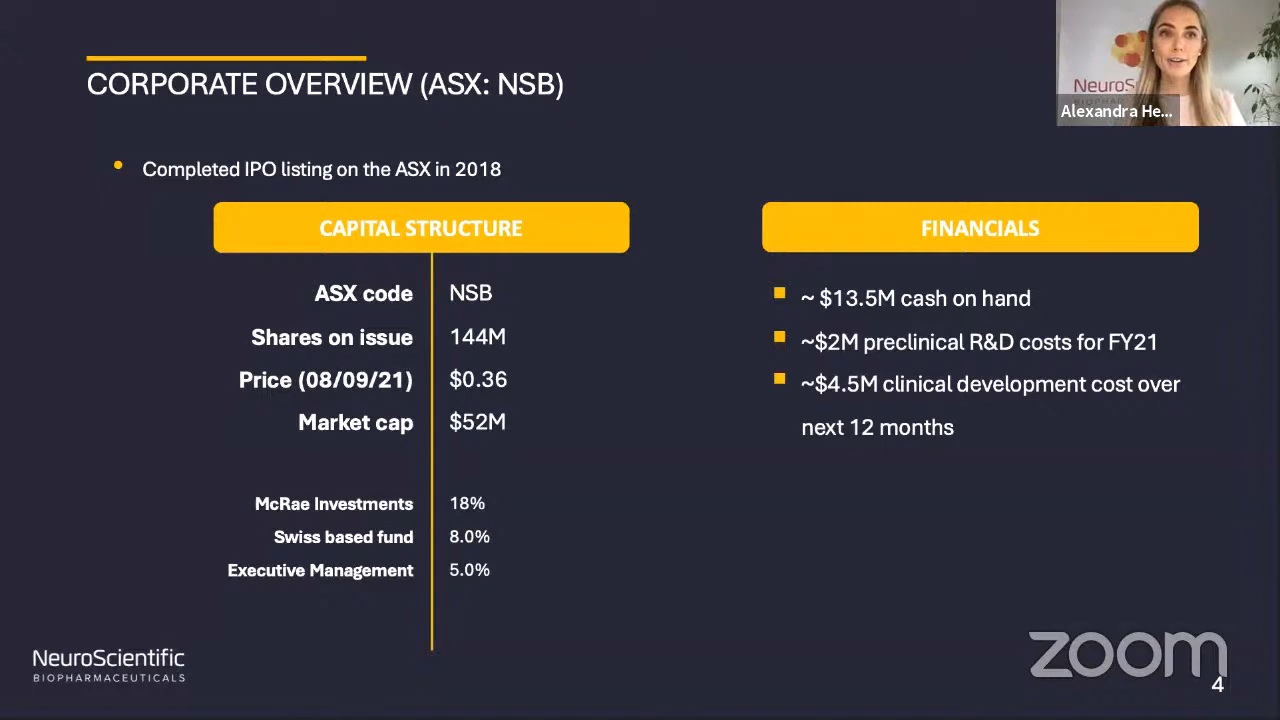 CORPORATE OVERVIEW (ASX: NSB)
NeuroS
BIOPHARM
Alexandra He...
Completed IPO listing on the ASX in 2018
CAPITAL STRUCTURE
ASX code NSB
Shares on issue 144M
Price (08/09/21) $0.36
Market cap $52M
McRae Investments 18%
Swiss based fund 8.0%
Executive Management 5.0%
FINANCIALS
~ $13.5M cash on hand
~$2M preclinical R&D costs for FY21
~$4.5M clinical development cost over
next 12 months
NeuroScientific
BIOPHARMACEUTICALS
zoom
4